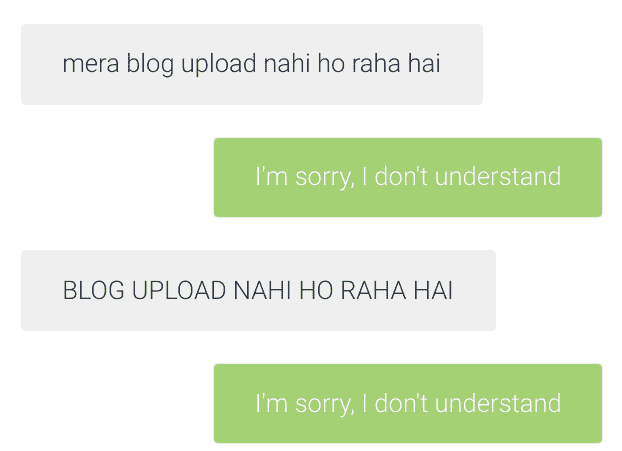 mera blog upload nahi ho raha hai
I'm sorry, I don't understand
BLOG UPLOAD NAHI HO RAHA HAI
I'm sorry, I don't understand